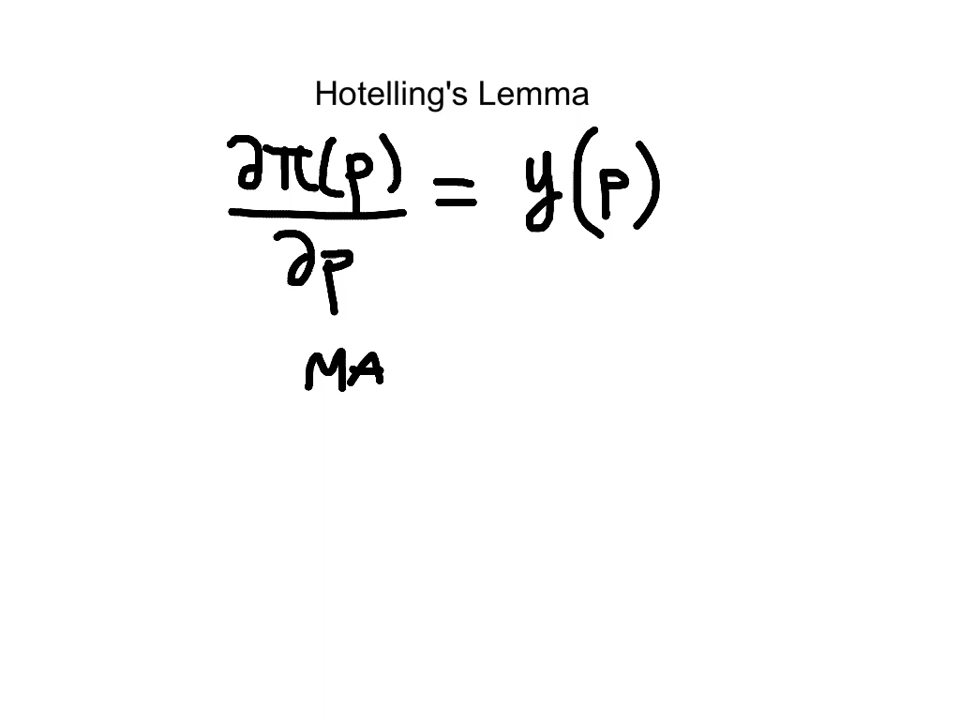 Hotelling's Lemma
∂π(p)
∂p
= y(p)
MA